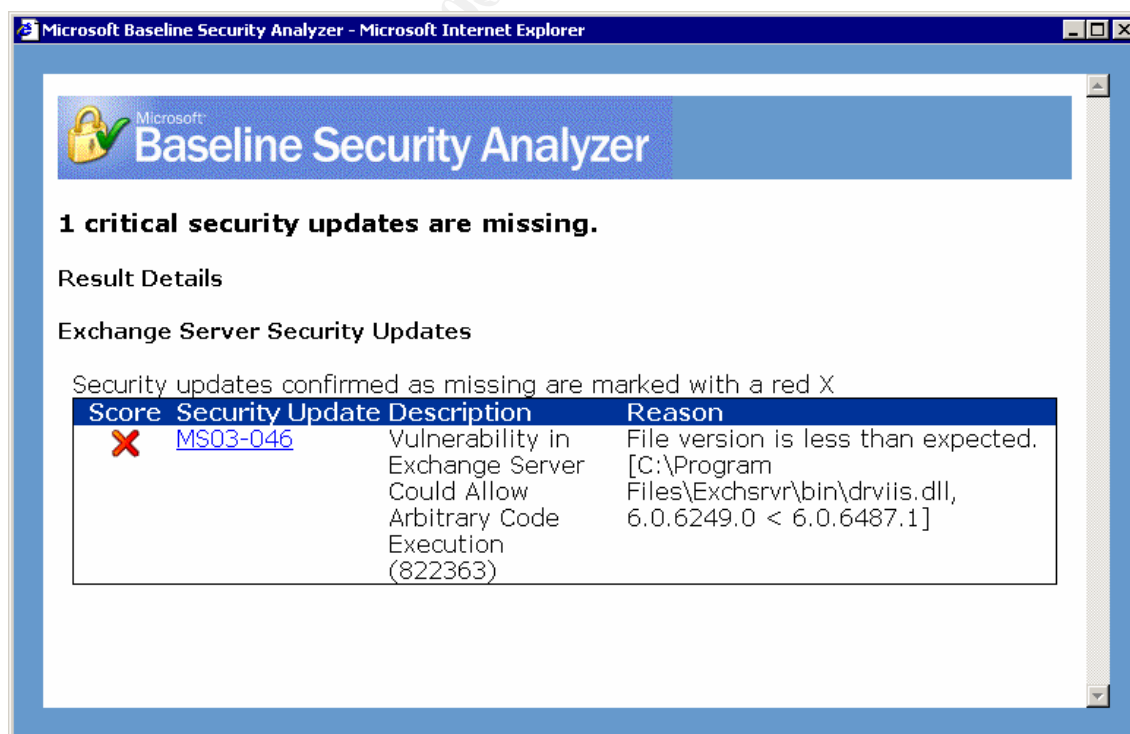 Microsoft Baseline Security Analyzer - Microsoft Internet Explorer
Microsoft
Baseline Security Analyzer
1 critical security updates are missing.
Result Details
Exchange Server Security Updates
Security updates confirmed as missing are marked with a red X
Score Security Update Description Reason
MS03-046 Vulnerability in File version is less than expected.
Exchange Server [C:\Program
Could Allow Files\Exchsrvr\bin\drviis.dll,
Arbitrary Code 6.0.6249.0 < 6.0.6487.1]
Execution
(822363)